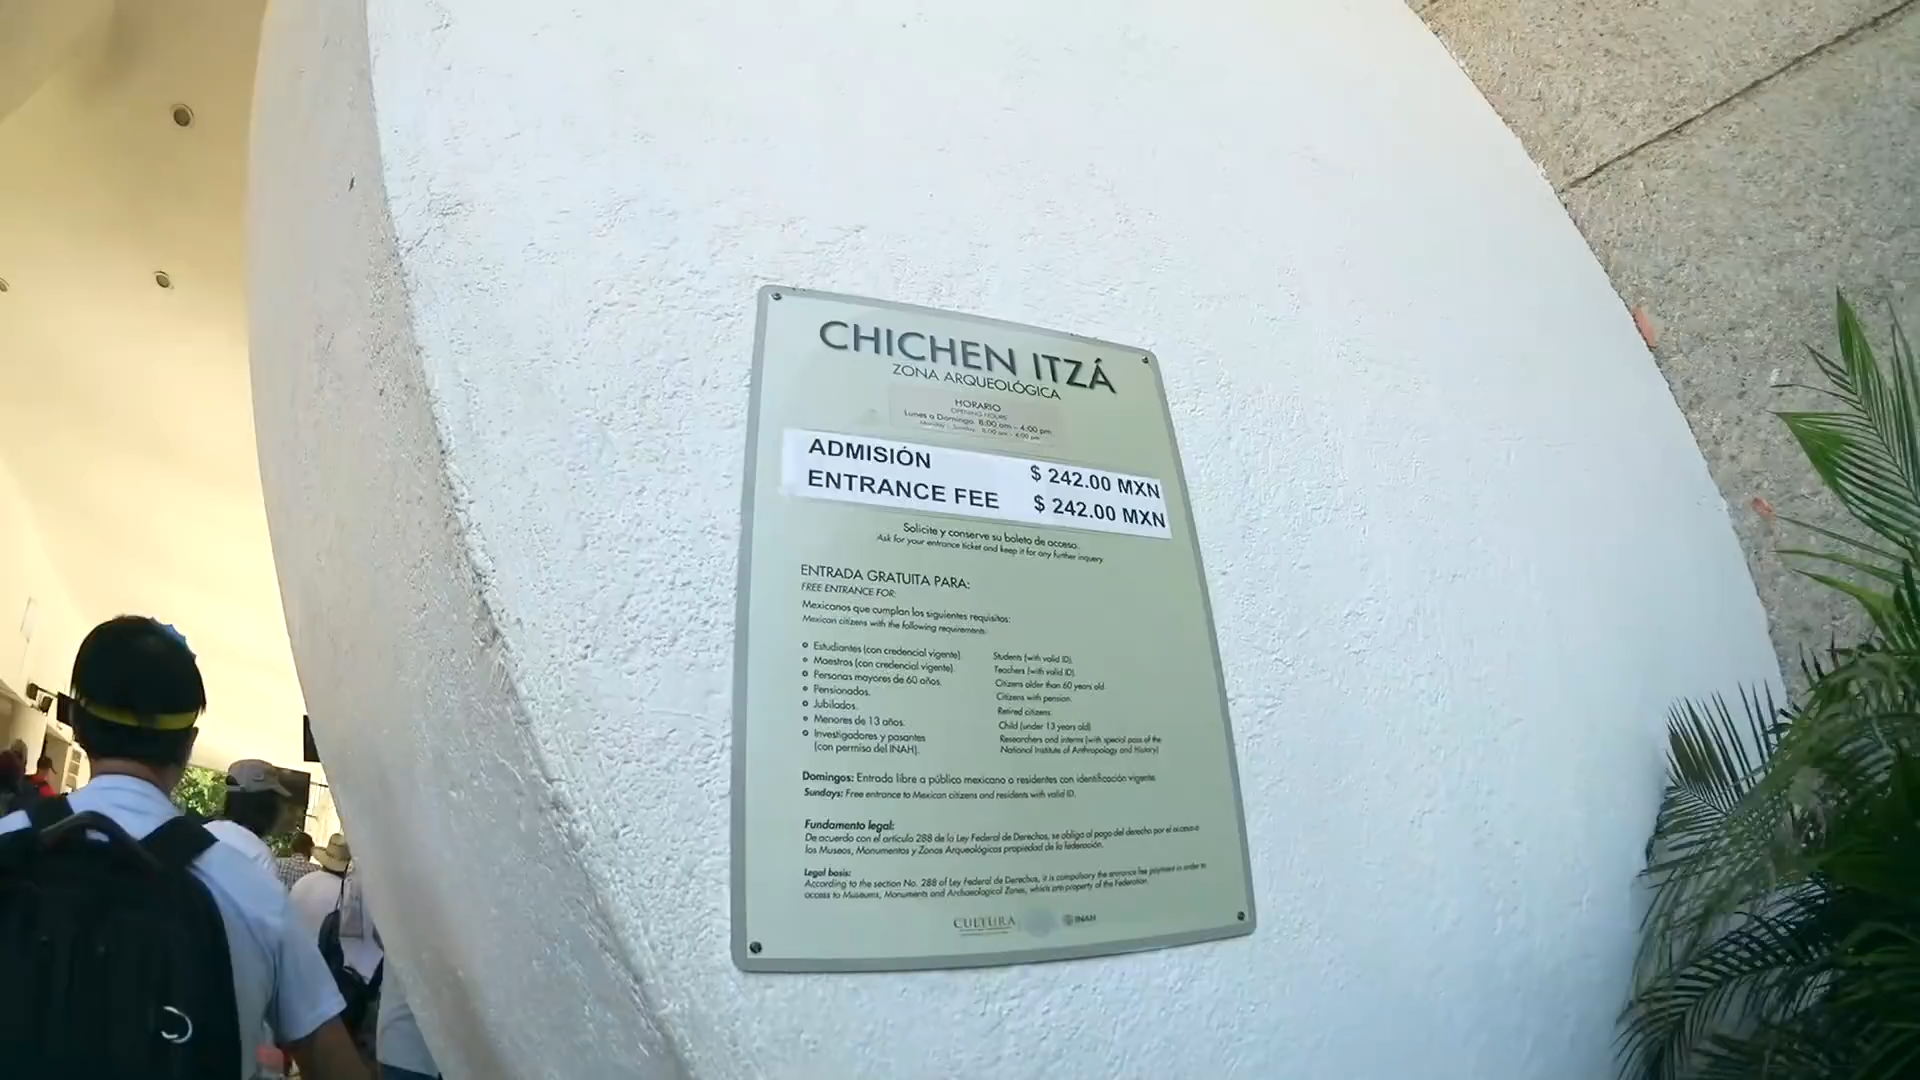 CHICHEN ITZÁ
ZONA ARQUEOLÓGICA
HORARIO
OPENING HOURS
Lunes a Domingo 8:00 am - 4:00 pm
Monday - Sunday 8:00 am - 4:00 pm
ADMISIÓN $ 242.00 MXN
ENTRANCE FEE $ 242.00 MXN
Solicite y conserve su boleto de acceso.
Ask for your entrance ticket and keep it for any further inquery
ENTRADA GRATUITA PARA:
FREE ENTRANCE FOR:
Mexicanos que cumplan los siguientes requisitos:
Mexican citizens with the following requirements:
Estudiantes (con credencial vigente). Students (with valid ID).
Maestros (con credencial vigente). Teachers (with valid ID).
Personas mayores de 60 años. Citizens older than 60 years old.
Pensionados. Citizens with pension.
Jubilados. Retired citizens.
Menores de 13 años. Child (under 13 years old)
Investigadores y pasantes Researchers and interns (with special pass of the
(con permiso del INAH). National Institute of Anthropology and History)
Domingos: Entrada libre a público mexicano o residentes con identificación vigente
Sundays: Free entrance to Mexican citizens and residents with valid ID.
Fundamento legal:
De acuerdo con el artículo 288 de la Ley Federal de Derechos, se obliga al pago del derecho por el acceso a
los Museos, Monumentos y Zonas Arqueológicas propiedad de la federación.
Legal basis:
According to the section No. 288 of Ley Federal de Derechos, it is compulsory the entrance fee payment in order to
access to Museums, Monuments and Archaeological Zones, which are property of the Federation.
CULTURA INAH